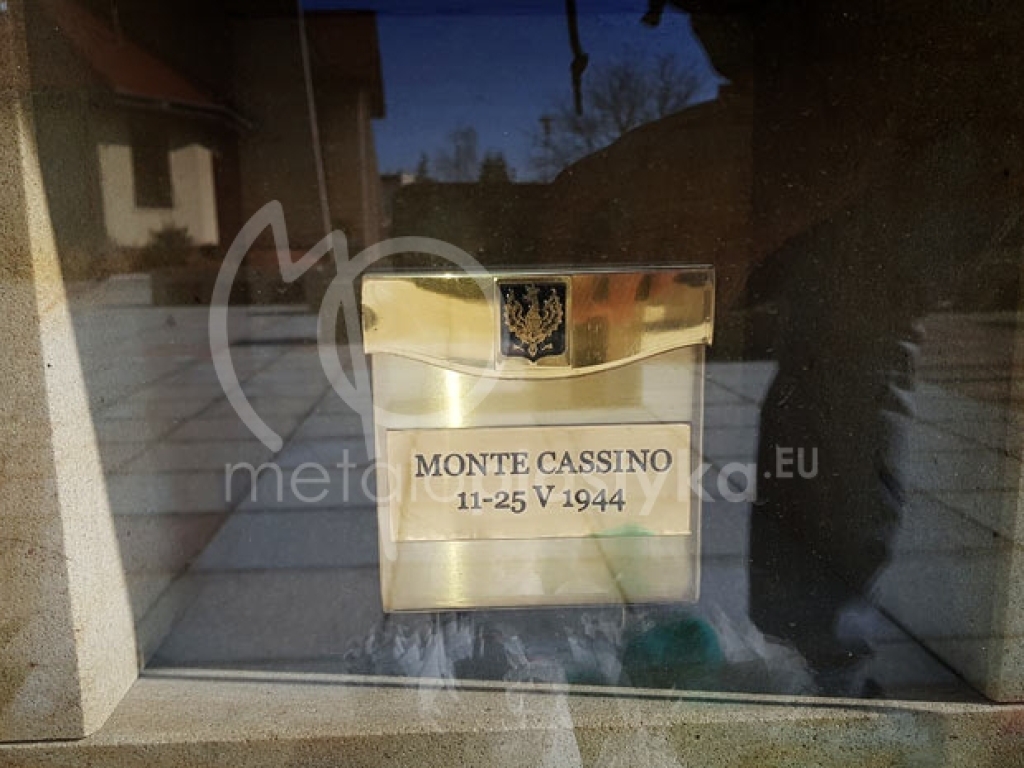 MONTE CASSINO
11-25 V 1944
metaloplastyka.EU